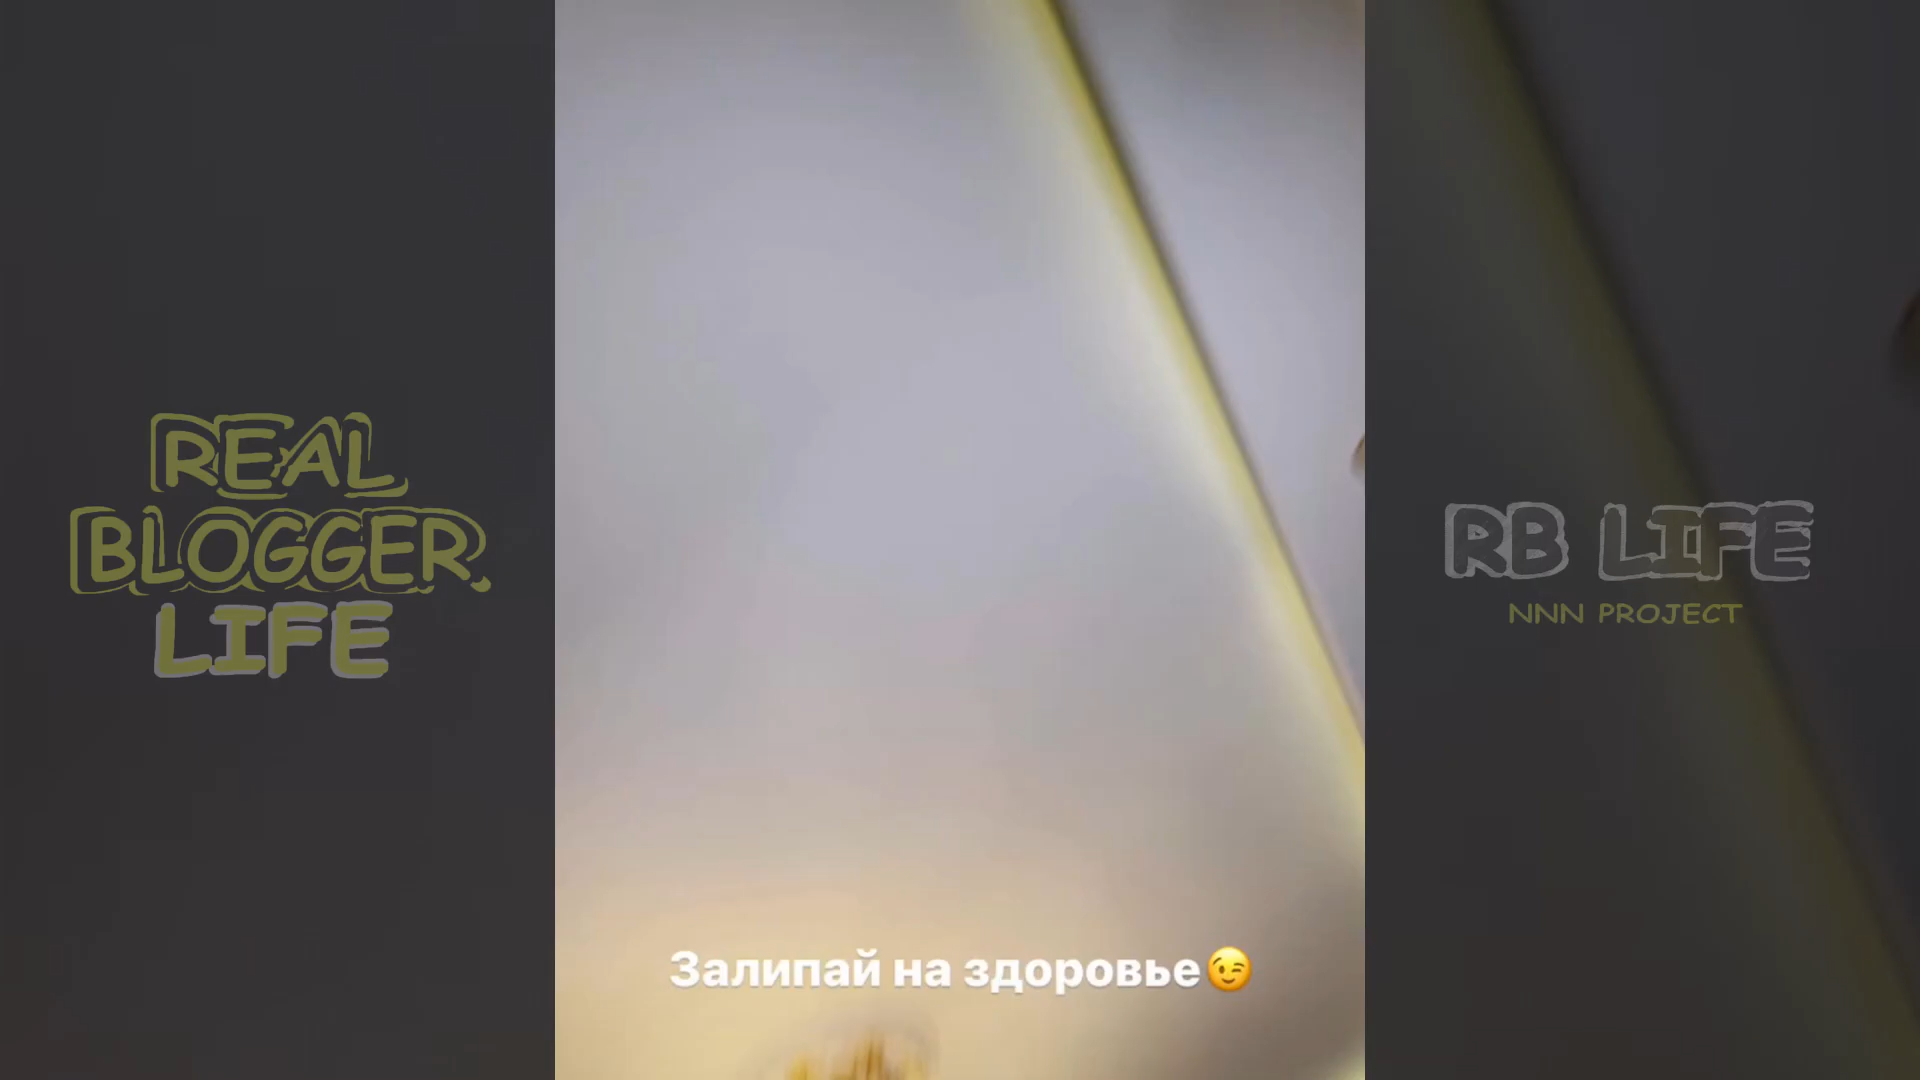 REAL
BLOGGER
LIFE
Залипай на здоровье😉
RB LIFE
NNN PROJECT